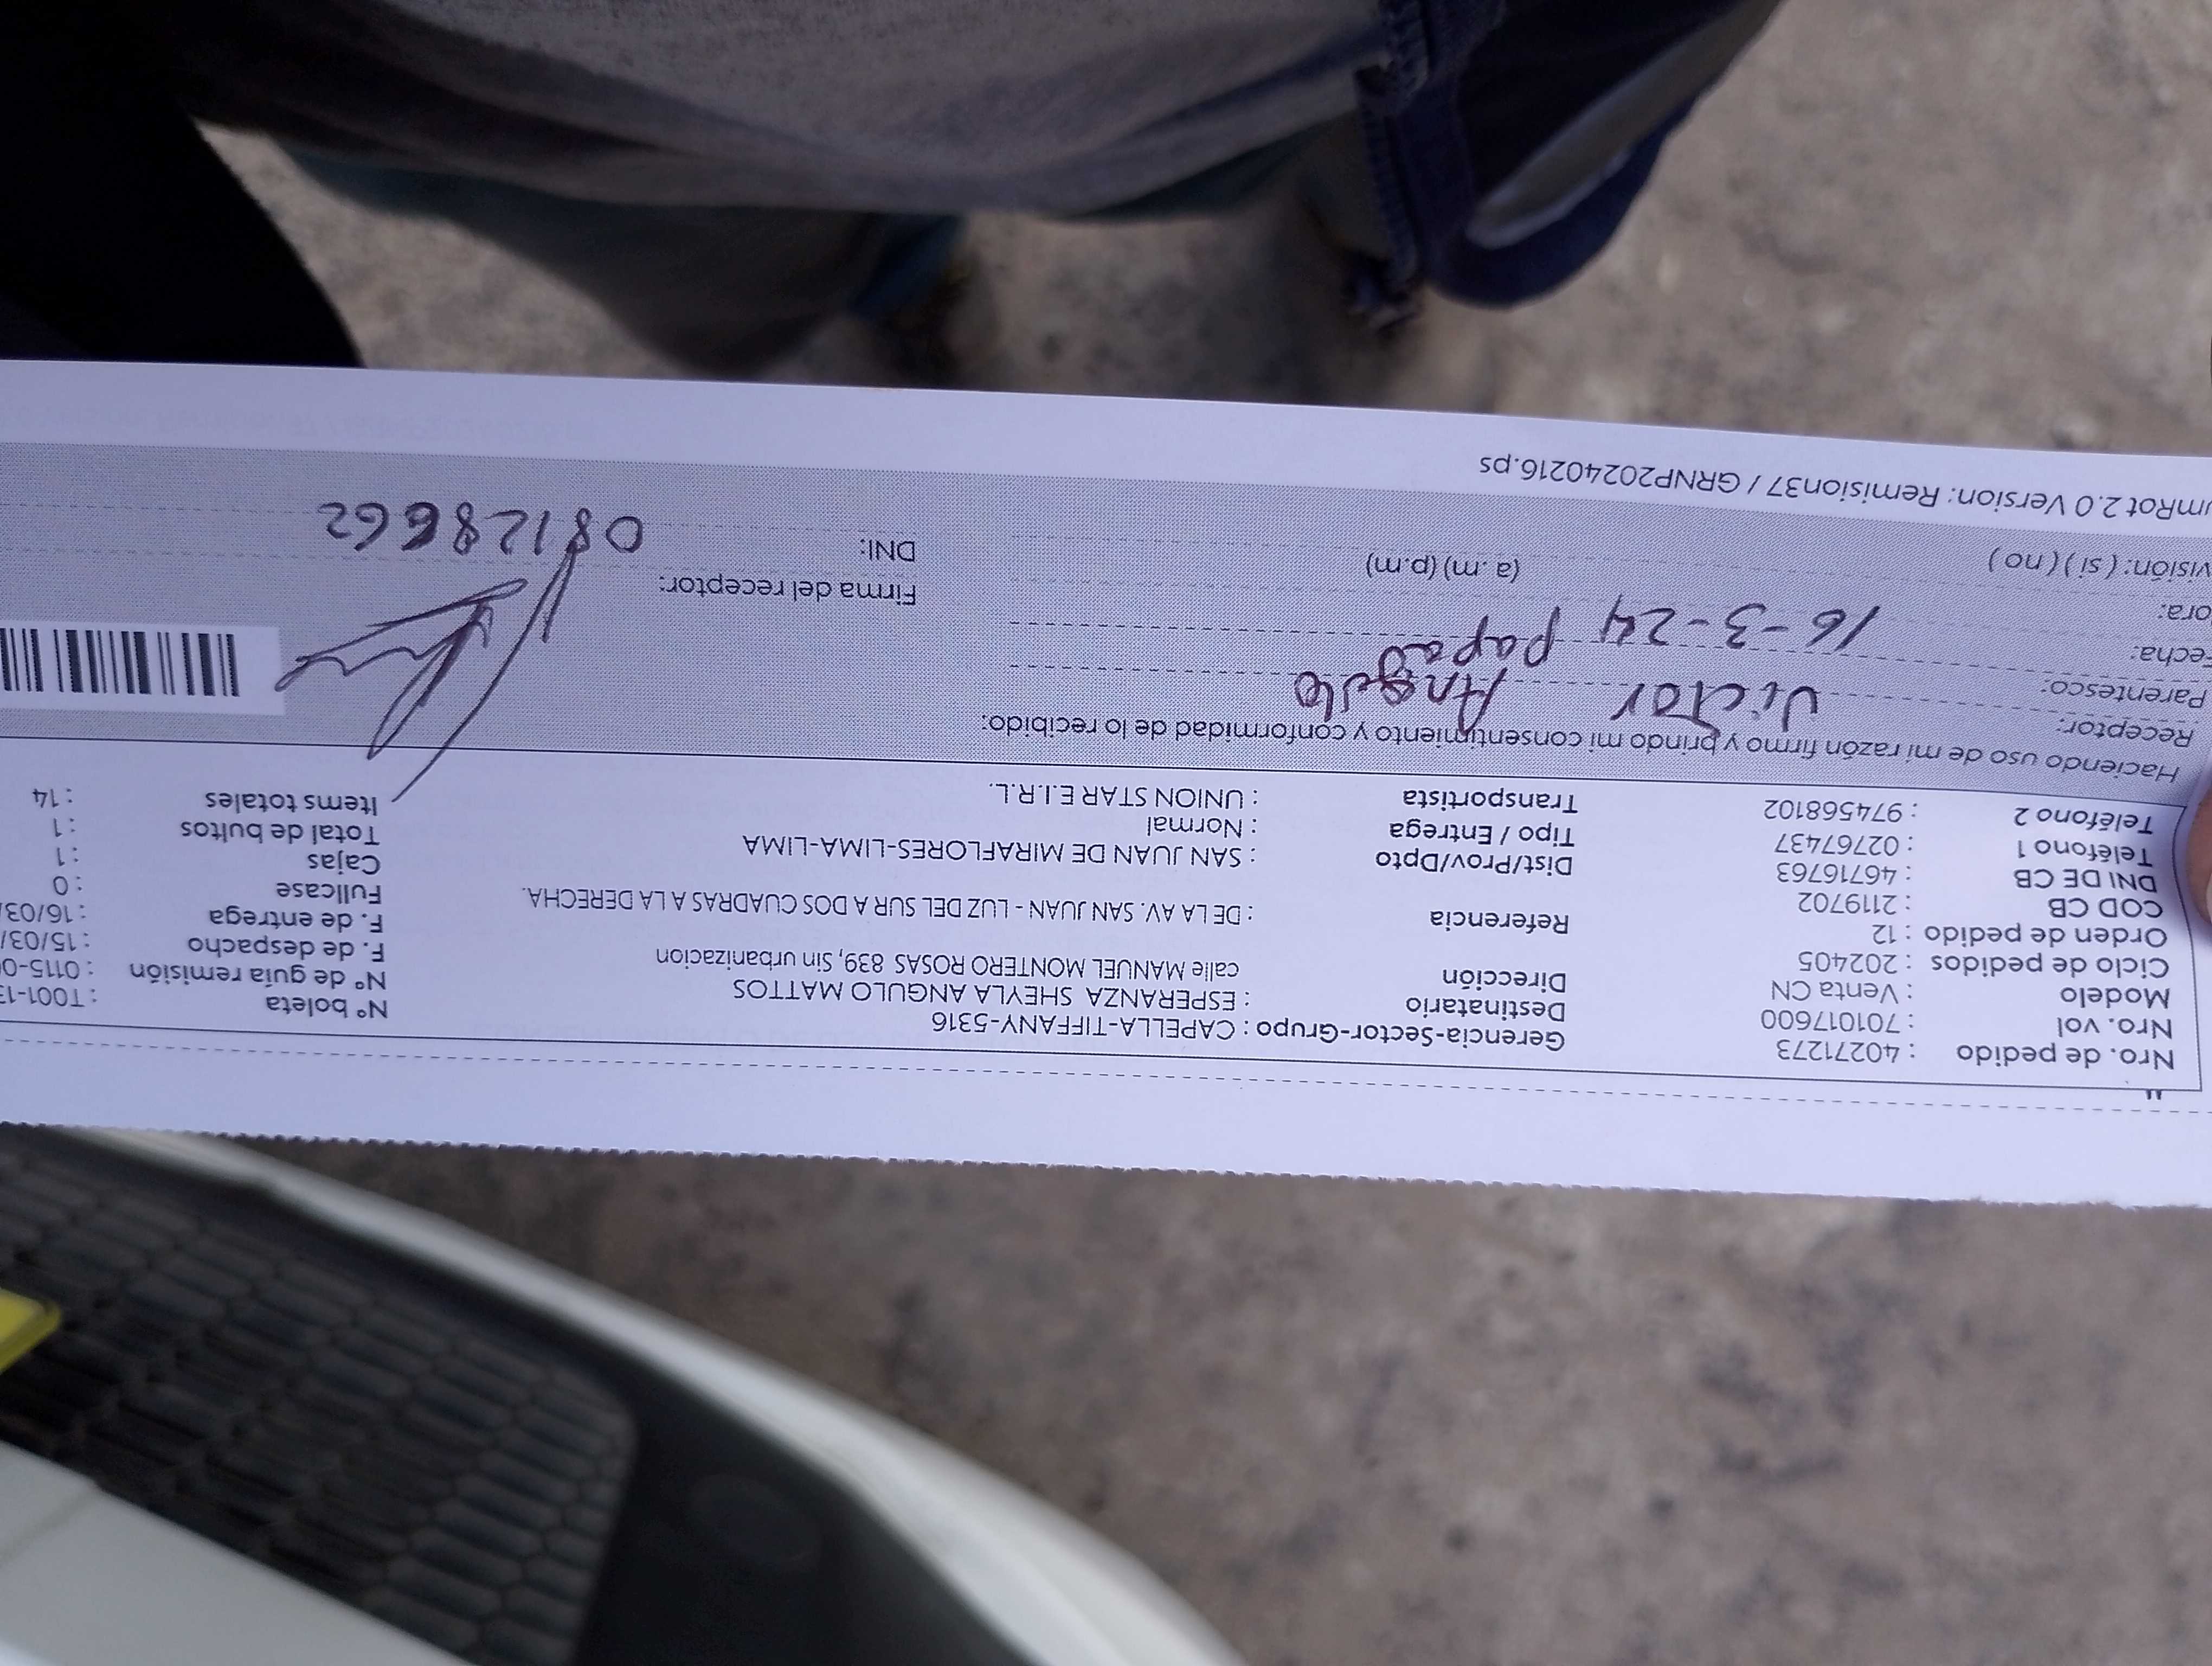 Nro. de pedido : 40271273 Gerencia-Sector-Grupo : CAPELLA-TIFFANY-5316 N° boleta : T001-13
Nro. vol : 701017600 Destinatario : ESPERANZA SHEYLA ANGULO MATTOS N° de guía remisión : 0115-0
Modelo : Venta CN Dirección calle MANUEL MONTERO ROSAS 839, Sin urbanizacion F. de despacho : 15/03/
Ciclo de pedidos : 202405 F. de entrega : 16/03/
Orden de pedido : 12 Referencia : DE LA AV. SAN JUAN - LUZ DEL SUR A DOS CUADRAS A LA DERECHA. Fullcase : 0
COD CB : 2119702 Cajas : 1
DNI DE CB : 46716763 Dist/Prov/Dpto : SAN JUAN DE MIRAFLORES-LIMA-LIMA Total de bultos : 1
Teléfono 1 : 02767437 Tipo / Entrega : Normal Items totales : 14
Teléfono 2 : 974568102 Transportista : UNION STAR E.I.R.L.
Haciendo uso de mi razón firmo y brindo mi consentimiento y conformidad de lo recibido:
Receptor: Victor Angulo
Parentesco: papa
Fecha: 16-3-24
Firma del receptor:
ora: (a.m) (p.m) DNI: 08128662
visión: ( si ) ( no )
umRot 2.0 Version: Remision37 / GRNP20240216.ps